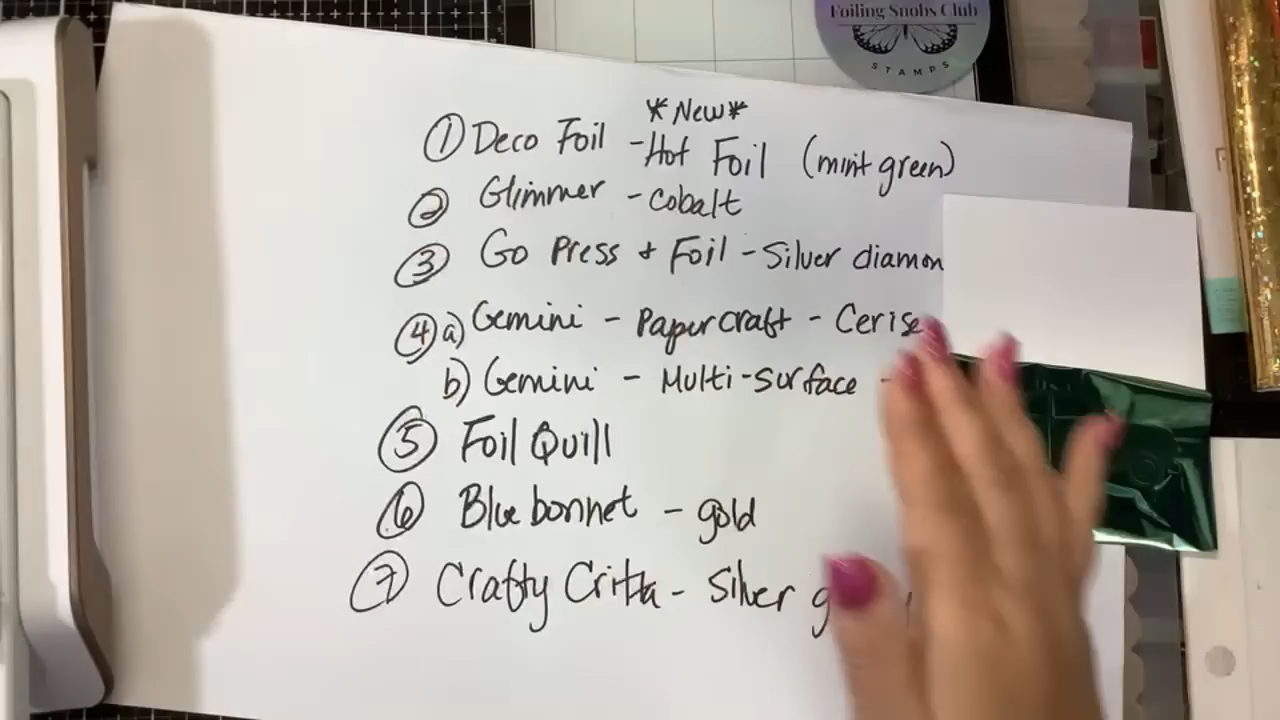 Foiling Snobs Club
STAMPS
*New*
① Deco Foil - Hot Foil (mint green)
② Glimmer - Cobalt
③ Go Press + Foil - Silver diamon
④ a) Gemini - Papercraft - Cerise
b) Gemini - Multi-surface -
⑤ Foil Quill
⑥ Bluebonnet - gold
⑦ Crafty Critta - Silver g